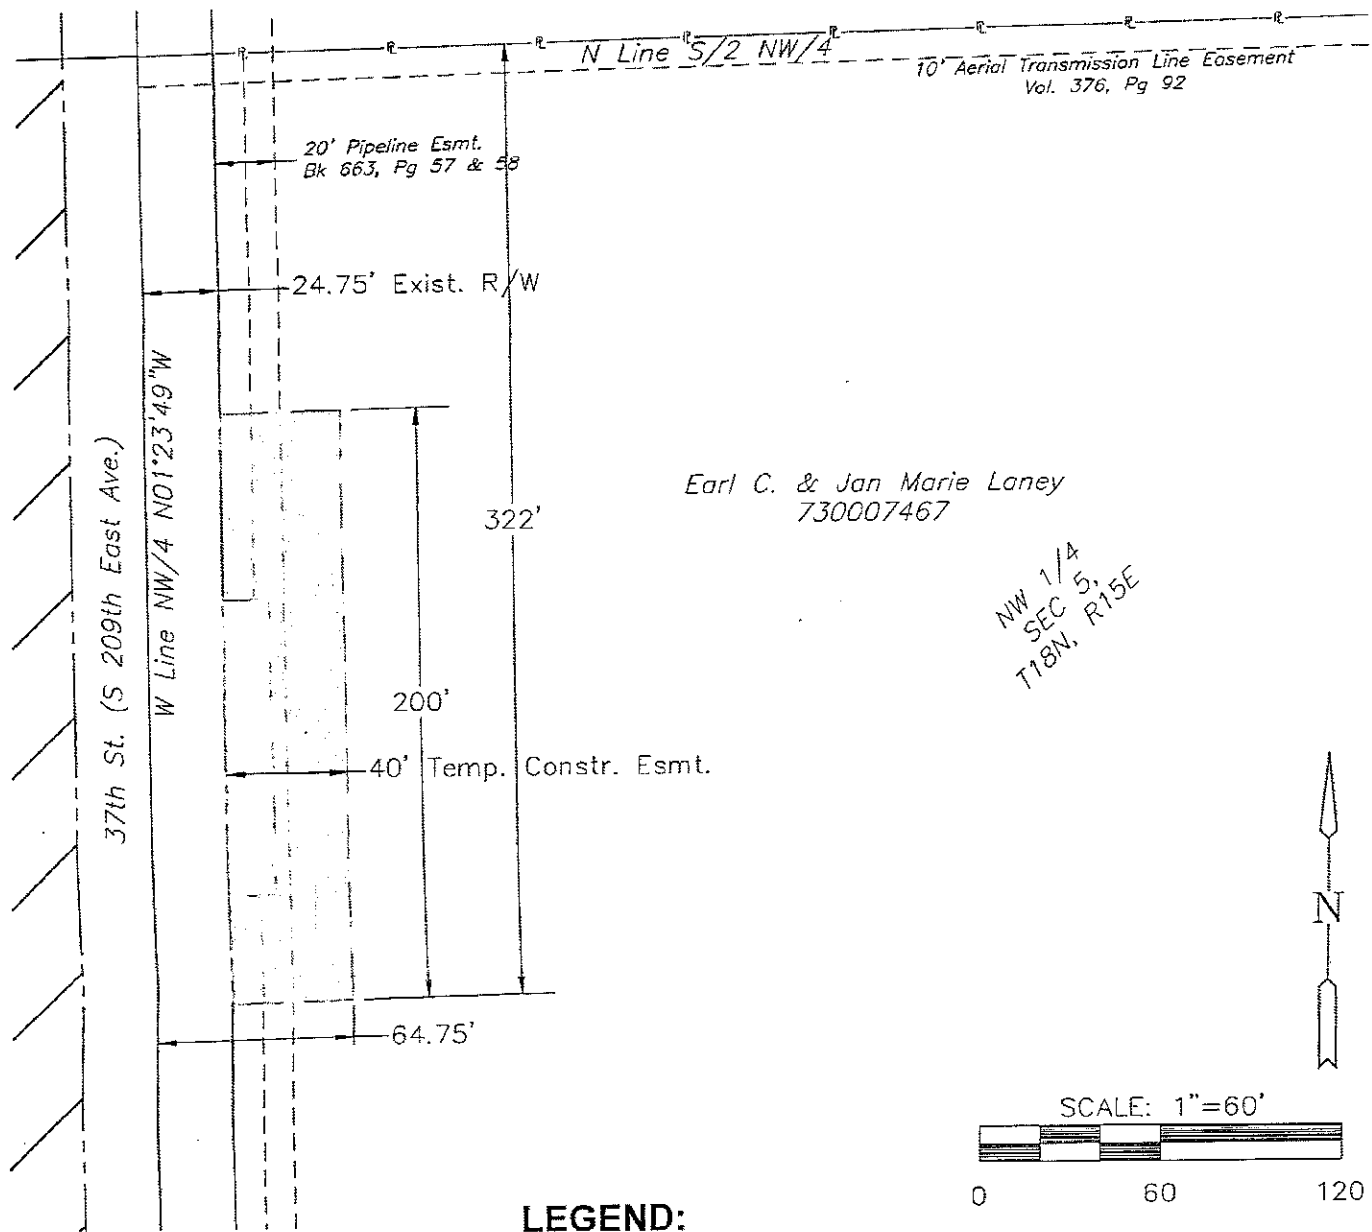 N Line S/2 NW/4
10' Aerial Transmission Line Easement
Vol. 376, Pg 92
20' Pipeline Esmt.
Bk 663, Pg 57 & 58
24.75' Exist. R/W
37th St. (S 209th East Ave.)
W Line NW/4 N01°23'49"W
322'
Earl C. & Jan Marie Laney
730007467
NW 1/4
SEC 5,
T18N, R15E
200'
40' Temp. Constr. Esmt.
64.75'
N
SCALE: 1"=60'
0 60 120
LEGEND: